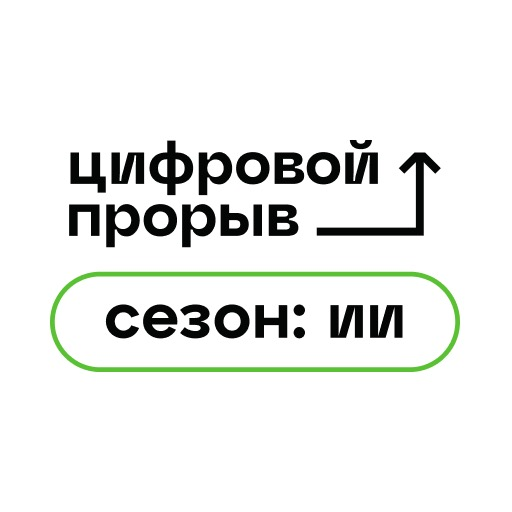 цифровой
прорыв
сезон: ии